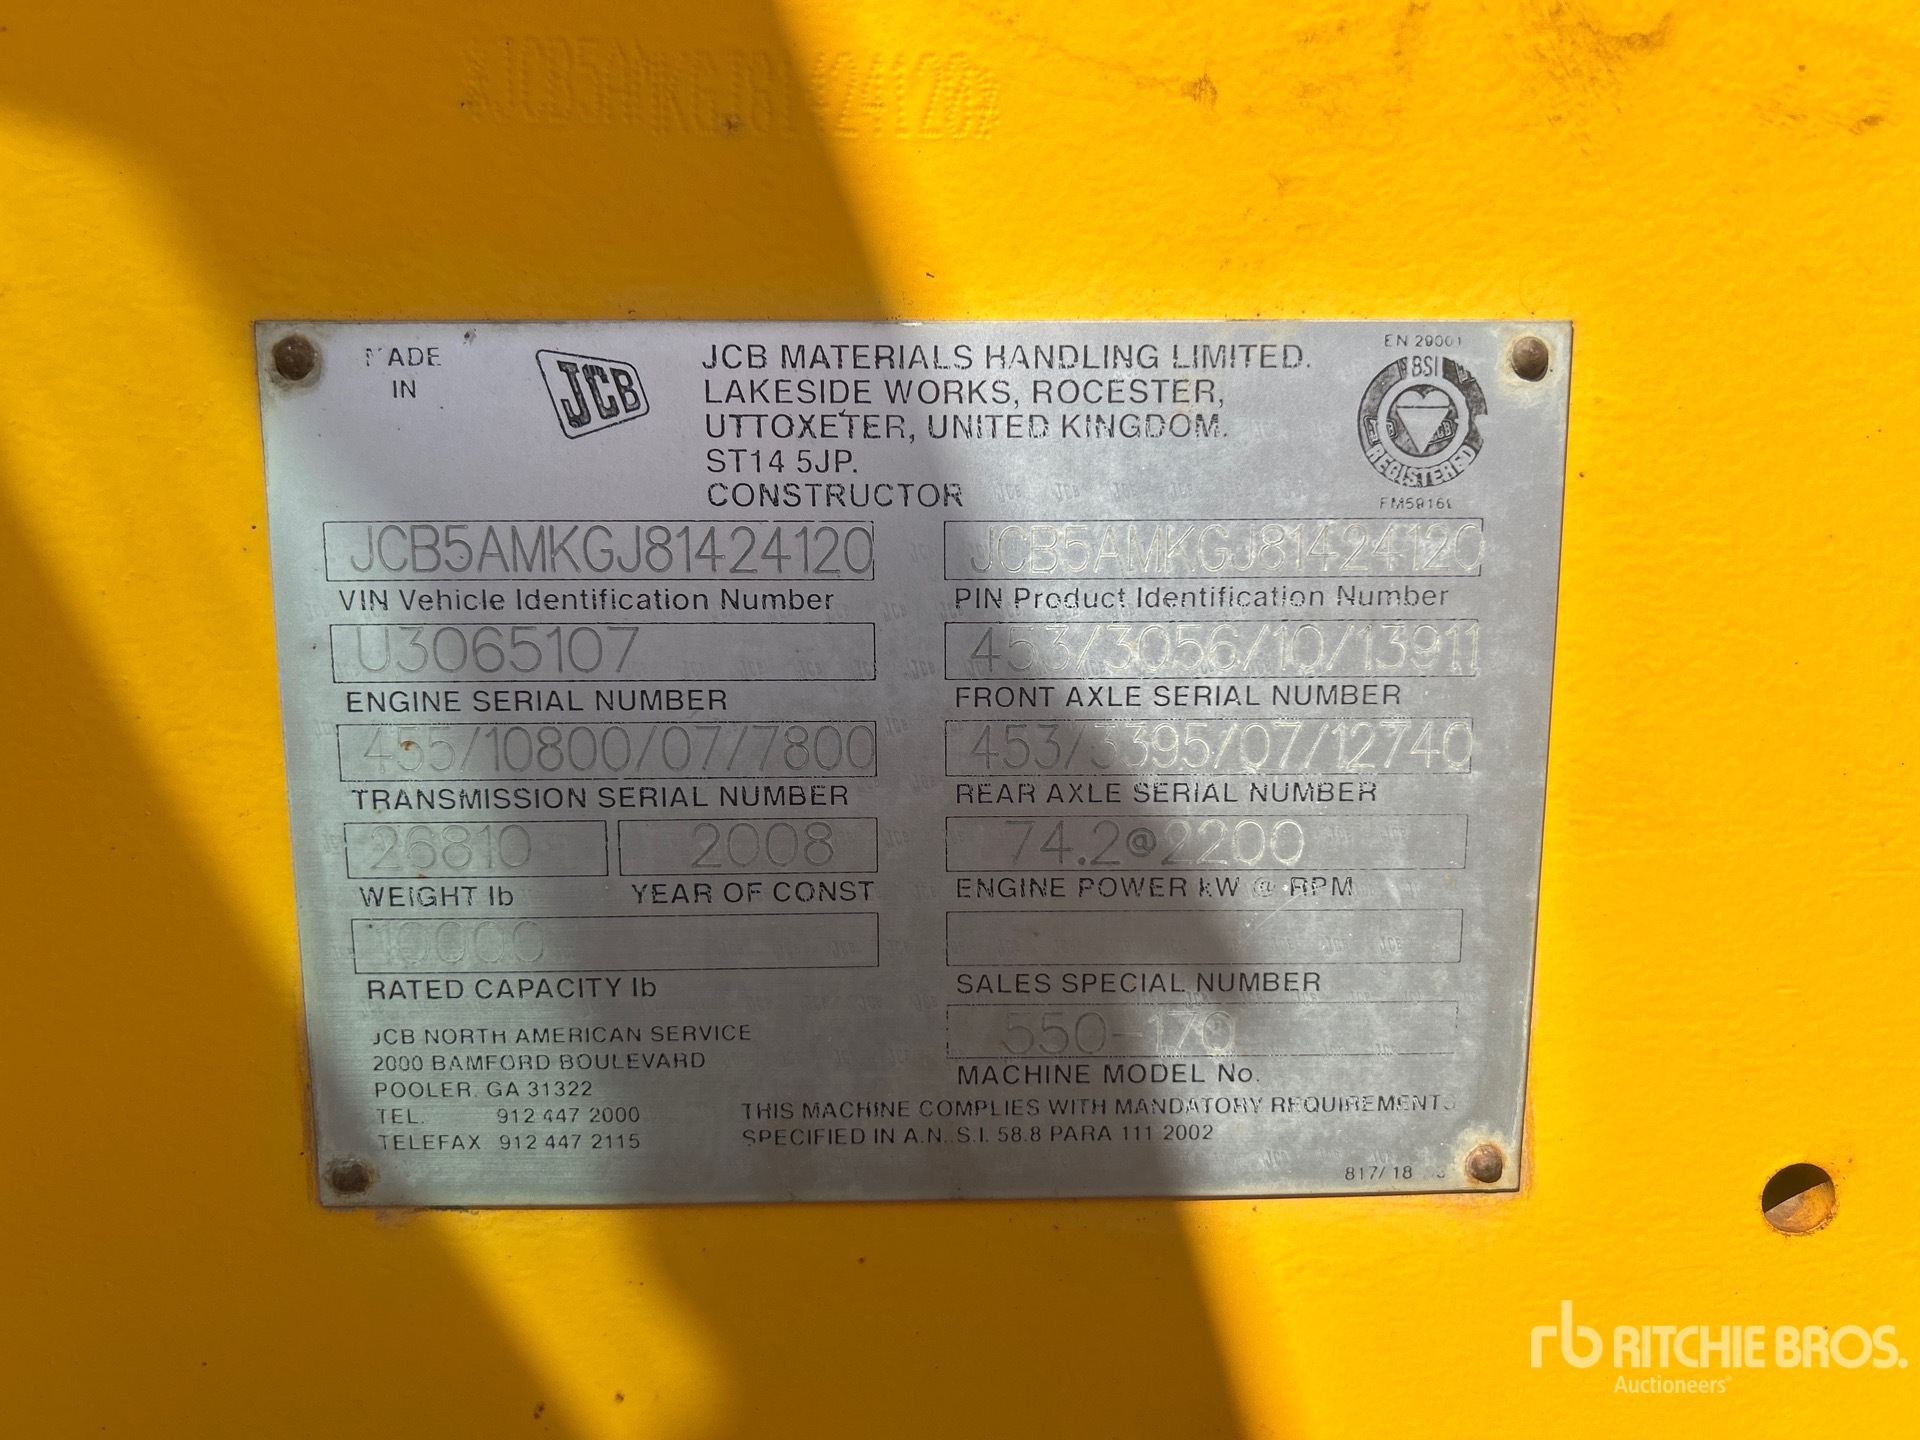 *JCB5AMKGJ81424120*
MADE
IN
JCB
JCB MATERIALS HANDLING LIMITED.
LAKESIDE WORKS, ROCESTER,
UTTOXETER, UNITED KINGDOM.
ST14 5JP.
CONSTRUCTOR
EN 29001
BSI
REGISTERED
JCB5AMKGJ81424120
VIN Vehicle Identification Number
JCB5AMKGJ81424120
PIN Product Identification Number
U3065107
ENGINE SERIAL NUMBER
453/3056/10/13911
FRONT AXLE SERIAL NUMBER
455/10800/07/7800
TRANSMISSION SERIAL NUMBER
453/3395/07/12740
REAR AXLE SERIAL NUMBER
26810
WEIGHT lb
2008
YEAR OF CONST
74.2@2200
ENGINE POWER kW @ RPM
10000
RATED CAPACITY lb
SALES SPECIAL NUMBER
550-170
MACHINE MODEL No.
JCB NORTH AMERICAN SERVICE
2000 BAMFORD BOULEVARD
POOLER, GA 31322
TEL. 912 447 2000
TELEFAX 912 447 2115
THIS MACHINE COMPLIES WITH MANDATORY REQUIREMENTS
SPECIFIED IN A.N.S.I. 58.8 PARA 111 2002
817/18
rb RITCHIE BROS.
Auctioneers